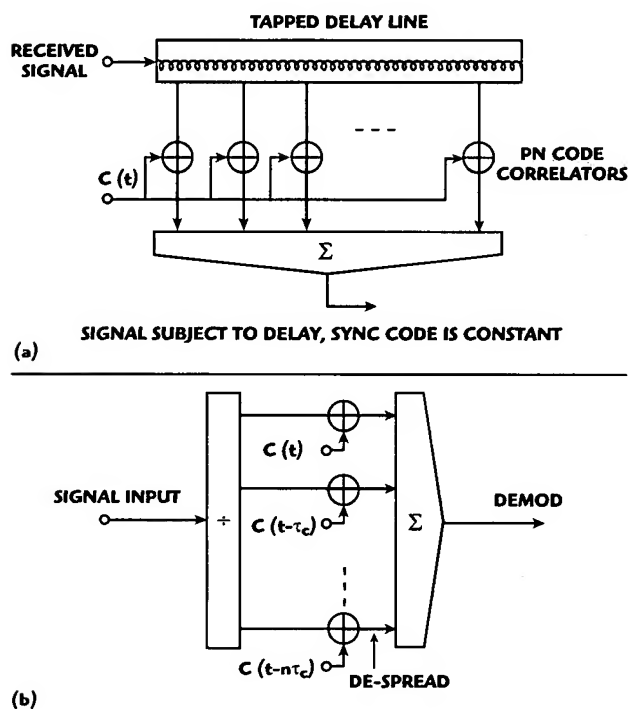 TAPPED DELAY LINE
RECEIVED
SIGNAL
C (t)
PN CODE
CORRELATORS
Σ
SIGNAL SUBJECT TO DELAY, SYNC CODE IS CONSTANT
(a)
C (t)
SIGNAL INPUT
÷
C (t-τc)
Σ
DEMOD
C (t-nτc)
DE-SPREAD
(b)